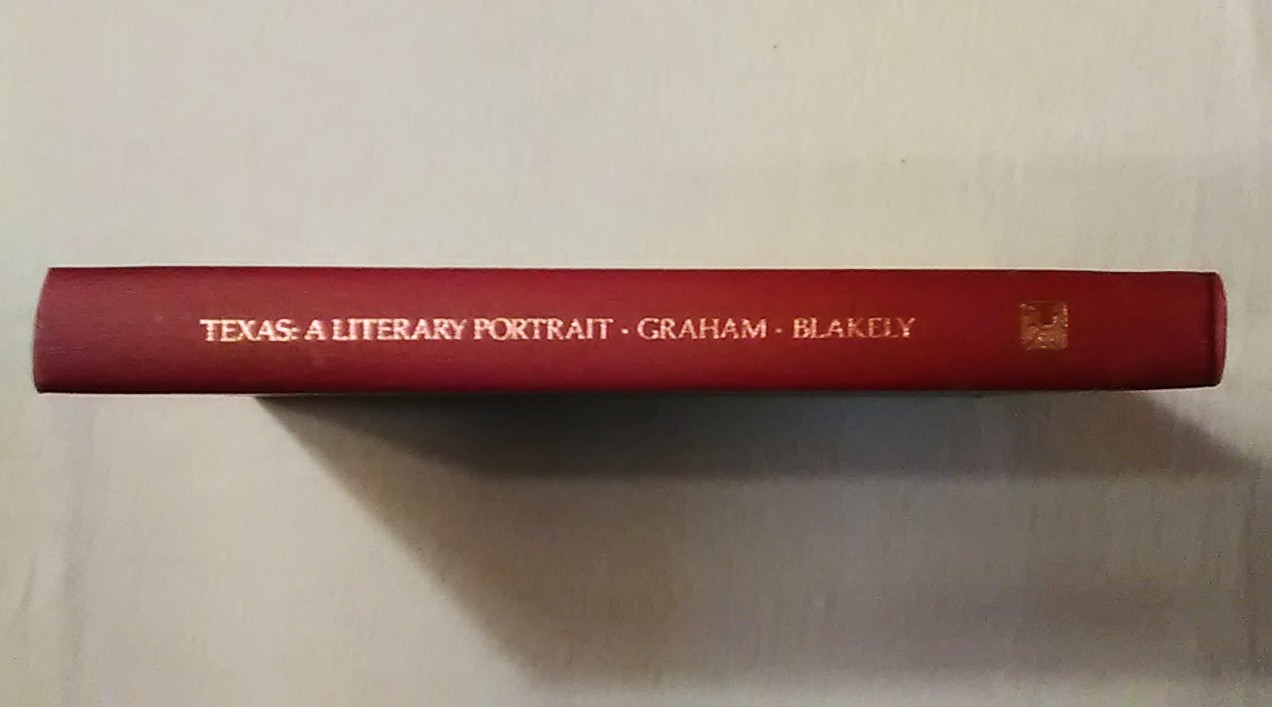 TEXAS: A LITERARY PORTRAIT · GRAHAM · BLAKELY